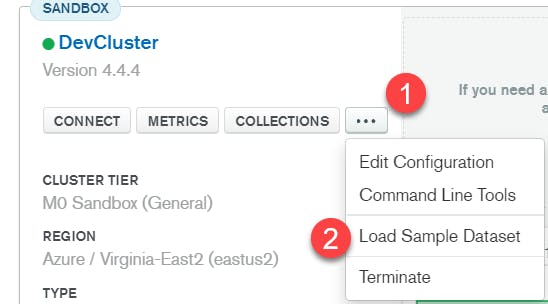 SANDBOX
DevCluster
Version 4.4.4
If you need a
a
CONNECT METRICS COLLECTIONS ...
1
Edit Configuration
Command Line Tools
2
Load Sample Dataset
Terminate
CLUSTER TIER
M0 Sandbox (General)
REGION
Azure / Virginia-East2 (eastus2)
TYPE